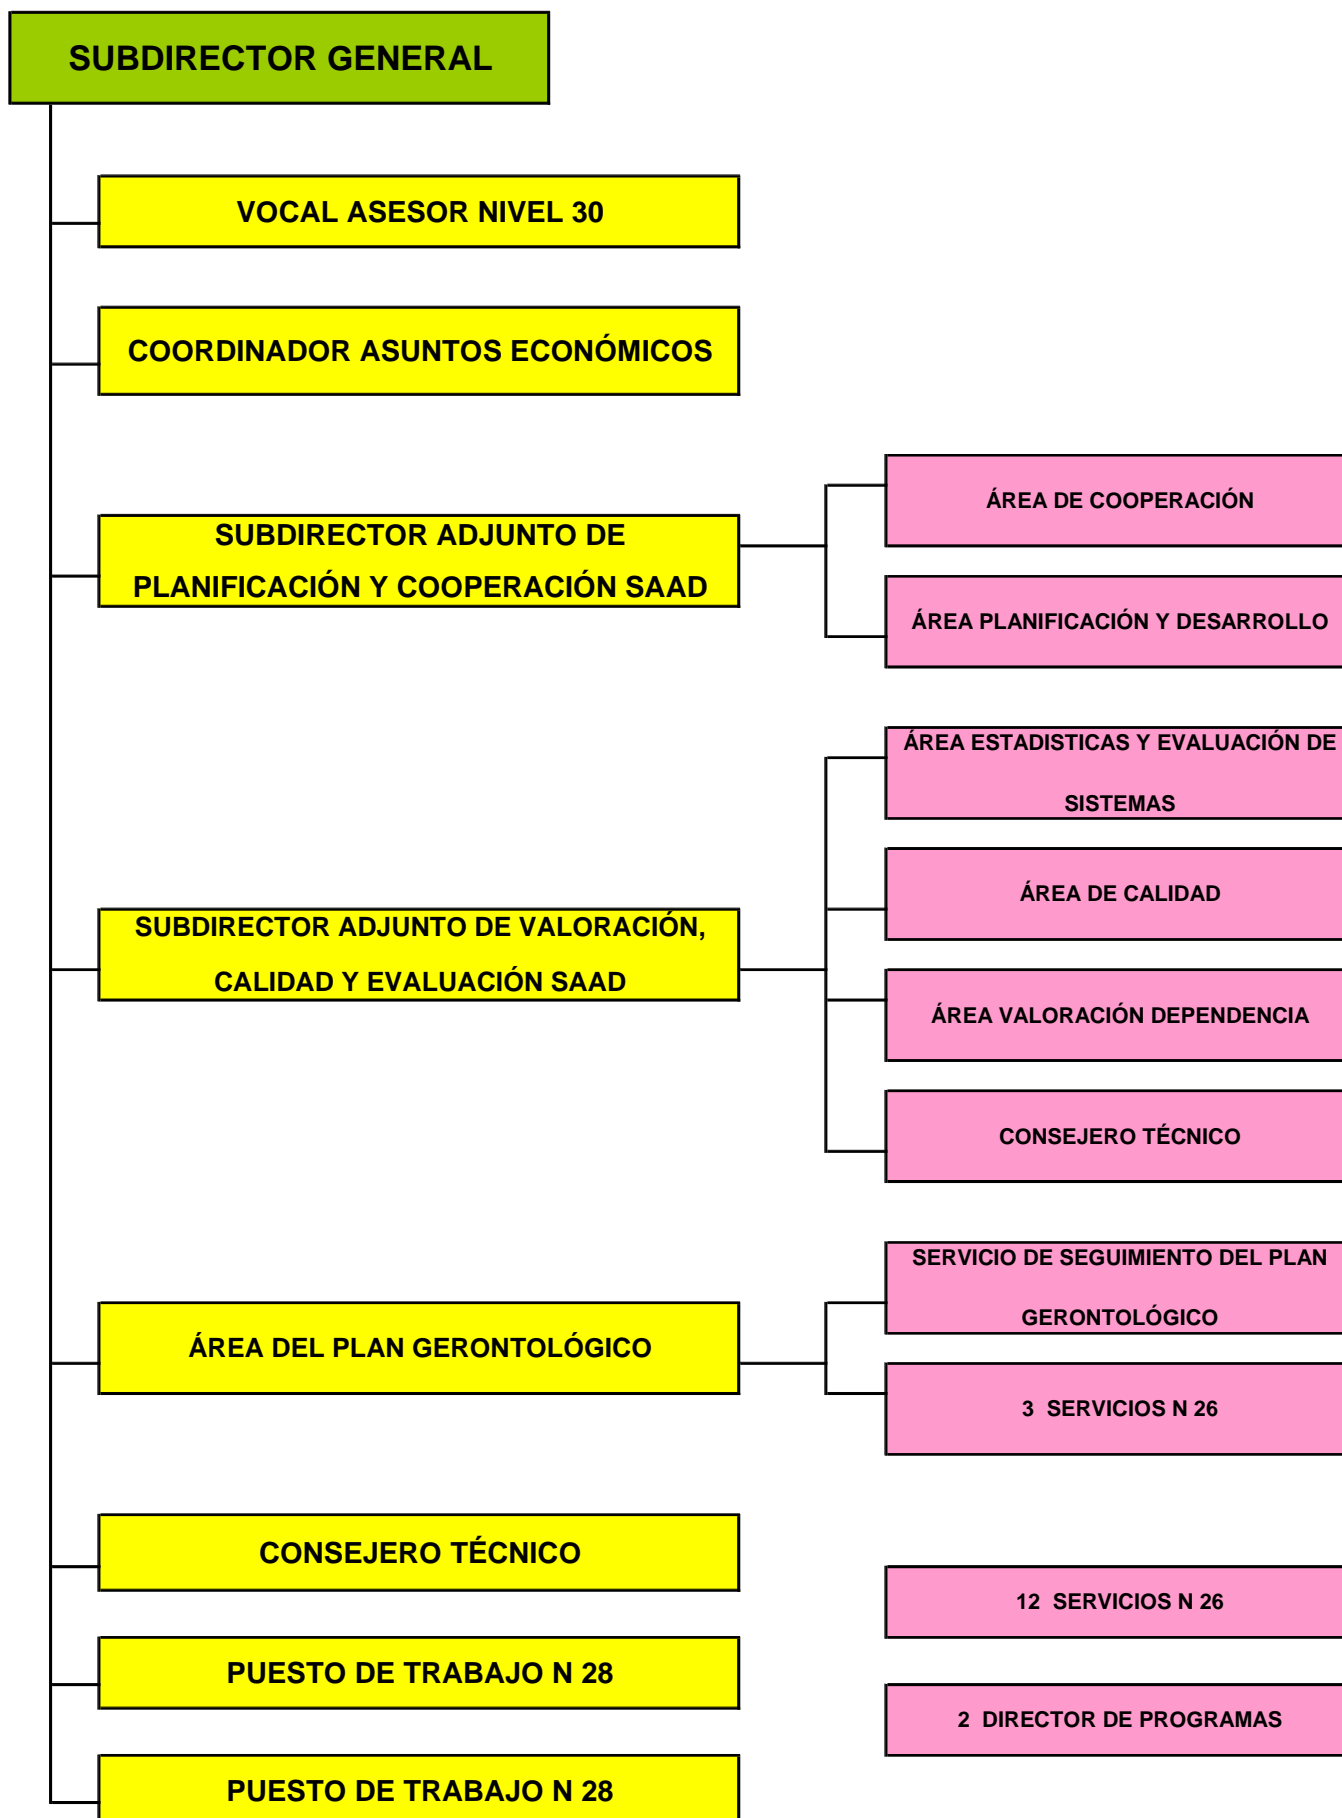 SUBDIRECTOR GENERAL
VOCAL ASESOR NIVEL 30
COORDINADOR ASUNTOS ECONÓMICOS
SUBDIRECTOR ADJUNTO DE
PLANIFICACIÓN Y COOPERACIÓN SAAD
ÁREA DE COOPERACIÓN
ÁREA PLANIFICACIÓN Y DESARROLLO
SUBDIRECTOR ADJUNTO DE VALORACIÓN,
CALIDAD Y EVALUACIÓN SAAD
ÁREA ESTADISTICAS Y EVALUACIÓN DE
SISTEMAS
ÁREA DE CALIDAD
ÁREA VALORACIÓN DEPENDENCIA
CONSEJERO TÉCNICO
ÁREA DEL PLAN GERONTOLÓGICO
SERVICIO DE SEGUIMIENTO DEL PLAN
GERONTOLÓGICO
3 SERVICIOS N 26
CONSEJERO TÉCNICO
12 SERVICIOS N 26
PUESTO DE TRABAJO N 28
2 DIRECTOR DE PROGRAMAS
PUESTO DE TRABAJO N 28